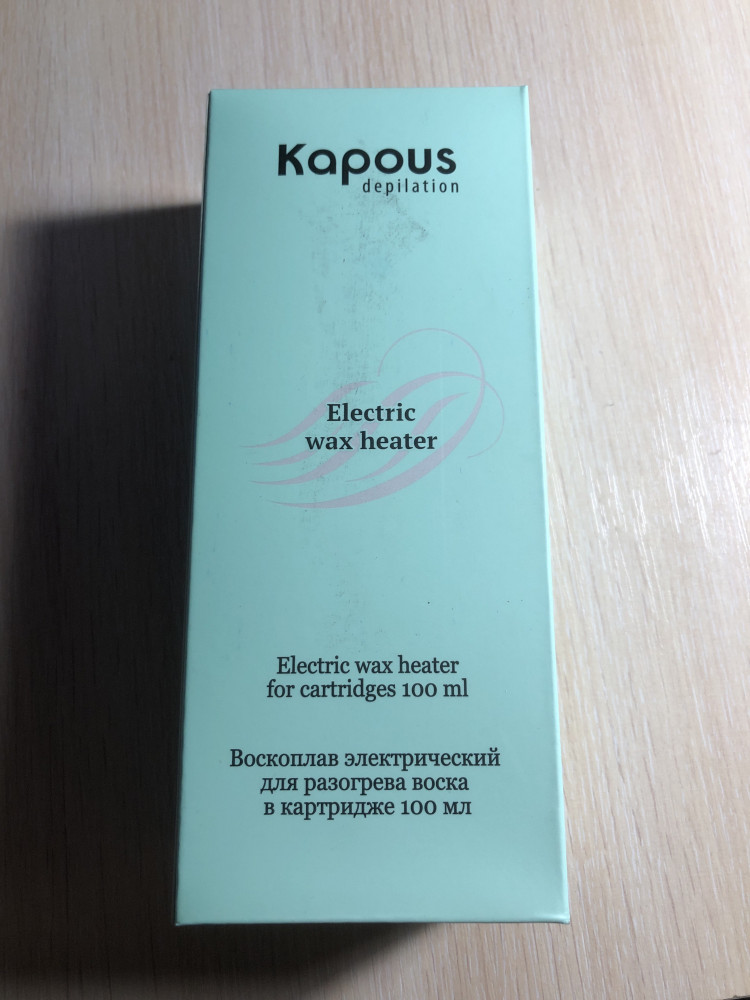 Kapous
depilation
Electric
wax heater
Electric wax heater
for cartridges 100 ml
Воскоплав электрический
для разогрева воска
в картридже 100 мл